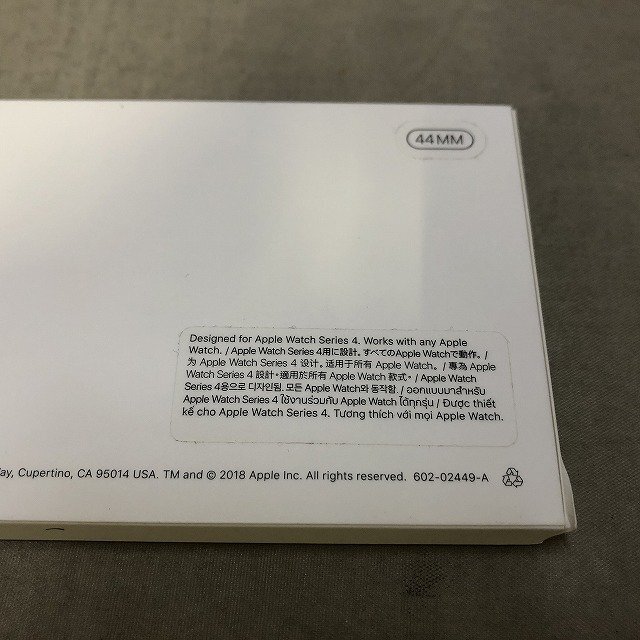 44MM
Designed for Apple Watch Series 4. Works with any Apple
Watch. / Apple Watch Series 4用に設計。すべてのApple Watchで動作。 /
为 Apple Watch Series 4 设计。适用于所有 Apple Watch。 / 專為 Apple
Watch Series 4 設計。適用於所有 Apple Watch 款式。 / Apple Watch
Series 4용으로 디자인됨. 모든 Apple Watch와 동작함. / ออกแบบมาสำหรับ
Apple Watch Series 4 ใช้งานร่วมกับ Apple Watch ได้ทุกรุ่น / Được thiết
kế cho Apple Watch Series 4. Tương thích với mọi Apple Watch.
Cupertino, CA 95014 USA. TM and © 2018 Apple Inc. All rights reserved. 602-02449-A